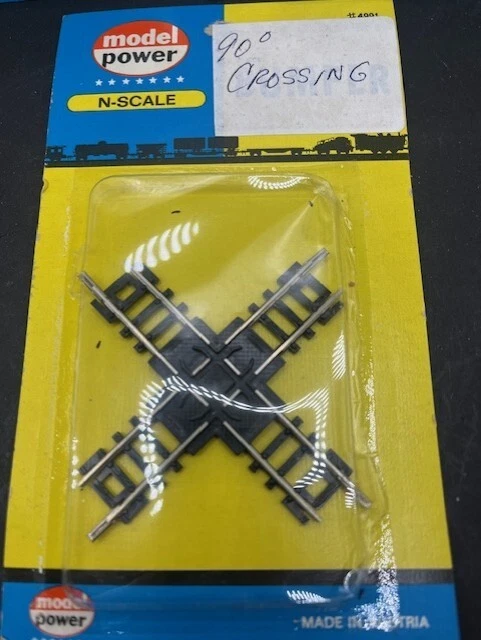 model
power
N-SCALE
90°
CROSSING
model
power
MADE IN AUSTRIA